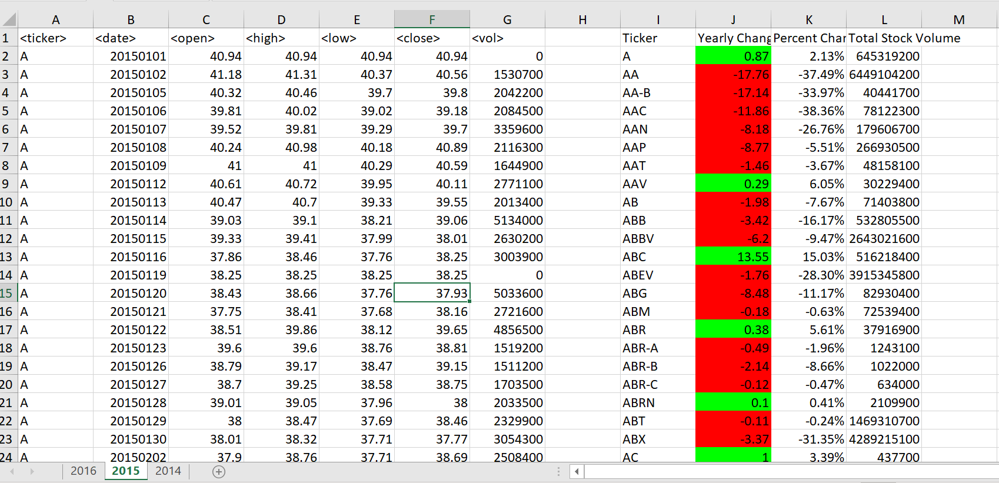 A B C D E F G H I J K L M
1 <ticker> <date> <open> <high> <low> <close> <vol> Ticker Yearly Chang Percent Char Total Stock Volume
2 A 20150101 40.94 40.94 40.94 40.94 0 A 0.87 2.13% 645319200
3 A 20150102 41.18 41.31 40.37 40.56 1530700 AA -17.76 -37.49% 6449104200
4 A 20150105 40.32 40.46 39.7 39.8 2042200 AA-B -17.14 -33.97% 40441700
5 A 20150106 39.81 40.02 39.02 39.18 2084500 AAC -11.86 -38.36% 78122300
6 A 20150107 39.52 39.81 39.29 39.7 3359600 AAN -8.18 -26.76% 179606700
7 A 20150108 40.24 40.98 40.18 40.89 2116300 AAP -8.77 -5.51% 266930500
8 A 20150109 41 41 40.29 40.59 1644900 AAT -1.46 -3.67% 48158100
9 A 20150112 40.61 40.72 39.95 40.11 2771100 AAV 0.29 6.05% 30229400
10 A 20150113 40.47 40.7 39.33 39.55 2013400 AB -1.98 -7.67% 71403800
11 A 20150114 39.03 39.1 38.21 39.06 5134000 ABB -3.42 -16.17% 532805500
12 A 20150115 39.33 39.41 37.99 38.01 2630200 ABBV -6.2 -9.47% 2643021600
13 A 20150116 37.86 38.46 37.76 38.25 3003900 ABC 13.55 15.03% 516218400
14 A 20150119 38.25 38.25 38.25 38.25 0 ABEV -1.76 -28.30% 3915345800
15 A 20150120 38.43 38.66 37.76 37.93 5033600 ABG -8.48 -11.17% 82930400
16 A 20150121 37.75 38.41 37.68 38.16 2721600 ABM -0.18 -0.63% 72539400
17 A 20150122 38.51 39.86 38.12 39.65 4856500 ABR 0.38 5.61% 37916900
18 A 20150123 39.6 39.6 38.76 38.81 1519200 ABR-A -0.49 -1.96% 1243100
19 A 20150126 38.79 39.17 38.47 39.15 1511200 ABR-B -2.14 -8.66% 1022000
20 A 20150127 38.7 39.25 38.58 38.75 1703500 ABR-C -0.12 -0.47% 634000
21 A 20150128 39.01 39.05 37.96 38 2033500 ABRN 0.1 0.41% 2109900
22 A 20150129 38 38.47 37.69 38.46 2329900 ABT -0.11 -0.24% 1469310700
23 A 20150130 38.01 38.32 37.71 37.77 3054300 ABX -3.37 -31.35% 4289215100
24 A 20150202 37.9 38.76 37.71 38.69 2508400 AC 1 3.39% 437700
2016 2015 2014